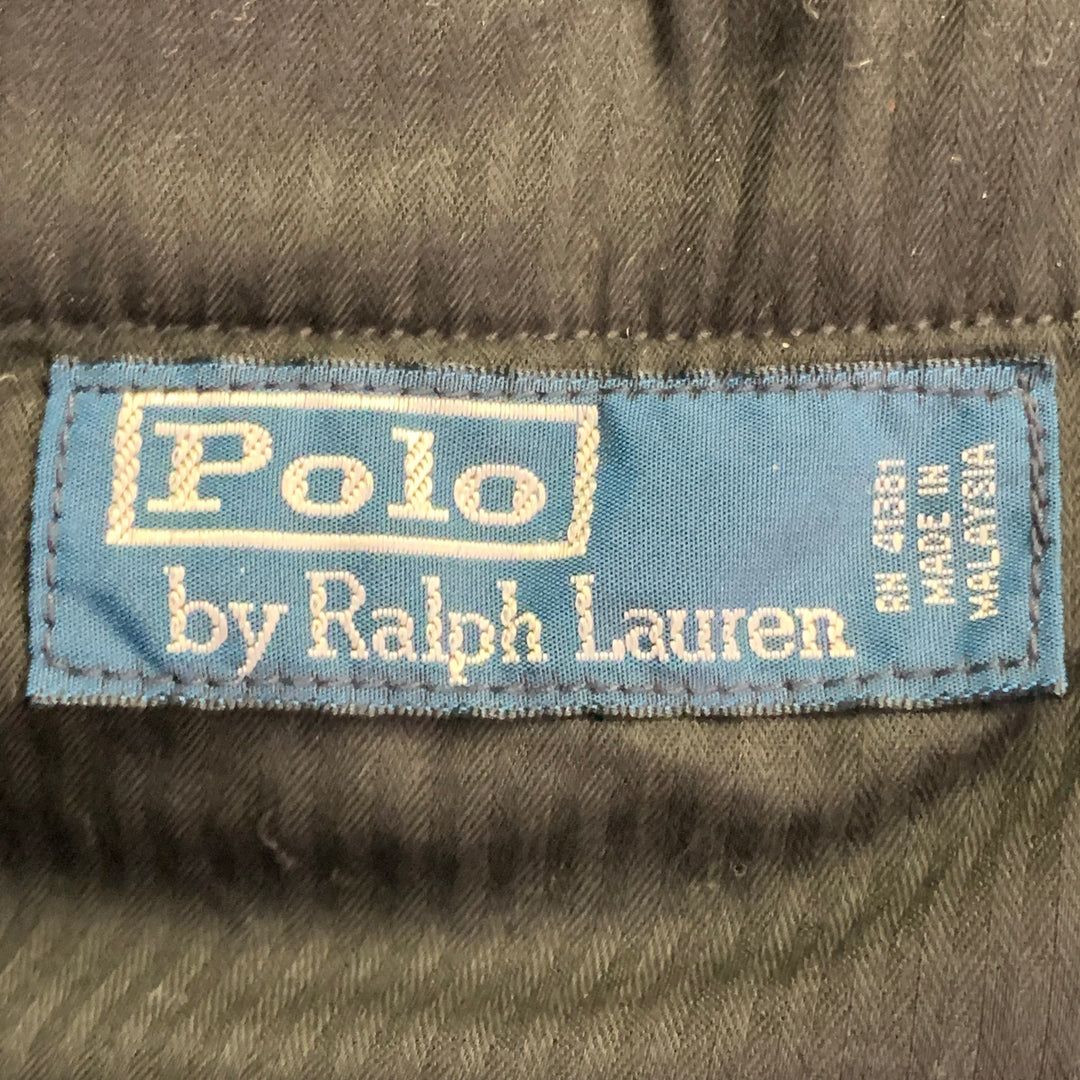 Polo
by Ralph Lauren
RN 41381
MADE IN
MALAYSIA